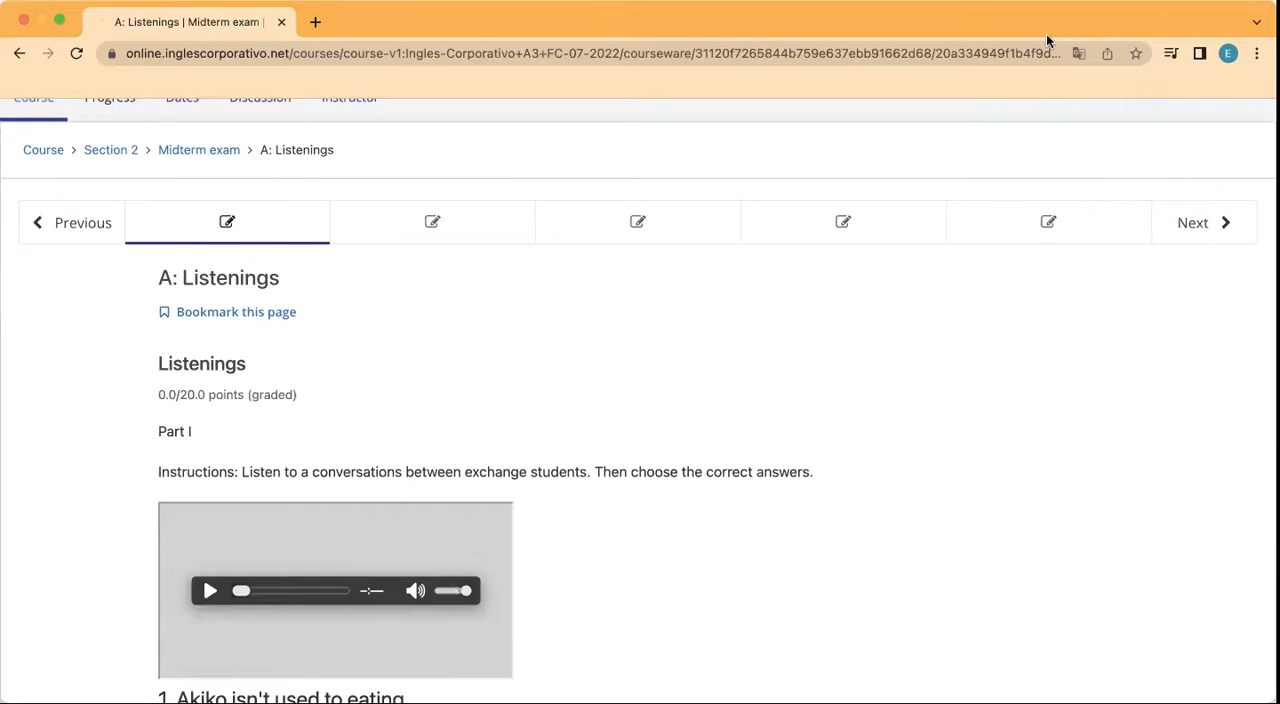 A: Listenings | Midterm exam |
online.inglescorporativo.net/courses/course-v1:Ingles-Corporativo+A3+FC-07-2022/courseware/31120f7265844b759e637ebb91662d68/20a334949f1b4f9d...
E
Course Progress Dates Discussion Instructor
Course > Section 2 > Midterm exam > A: Listenings
Previous
Next
A: Listenings
Bookmark this page
Listenings
0.0/20.0 points (graded)
Part I
Instructions: Listen to a conversations between exchange students. Then choose the correct answers.
-:--
1. Akiko isn't used to eating